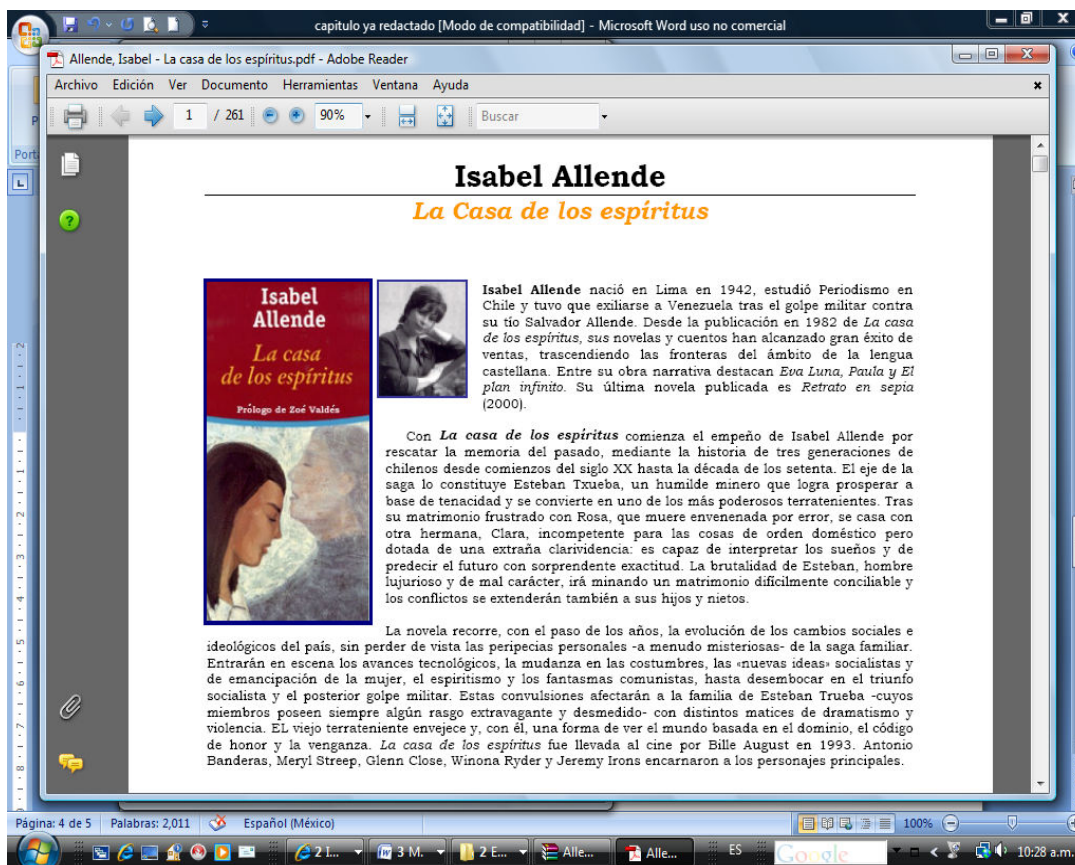 capitulo ya redactado [Modo de compatibilidad] - Microsoft Word uso no comercial
Allende, Isabel - La casa de los espíritus.pdf - Adobe Reader
Archivo Edición Ver Documento Herramientas Ventana Ayuda
1 / 261 90% Buscar
Port
Isabel Allende
La Casa de los espíritus
Isabel
Allende
La casa
de los espíritus
Prólogo de Zoé Valdés
Isabel Allende nació en Lima en 1942, estudió Periodismo en
Chile y tuvo que exiliarse a Venezuela tras el golpe militar contra
su tío Salvador Allende. Desde la publicación en 1982 de La casa
de los espíritus, sus novelas y cuentos han alcanzado gran éxito de
ventas, trascendiendo las fronteras del ámbito de la lengua
castellana. Entre su obra narrativa destacan Eva Luna, Paula y El
plan infinito. Su última novela publicada es Retrato en sepia
(2000).
Con La casa de los espíritus comienza el empeño de Isabel Allende por
rescatar la memoria del pasado, mediante la historia de tres generaciones de
chilenos desde comienzos del siglo XX hasta la década de los setenta. El eje de la
saga lo constituye Esteban Txueba, un humilde minero que logra prosperar a
base de tenacidad y se convierte en uno de los más poderosos terratenientes. Tras
su matrimonio frustrado con Rosa, que muere envenenada por error, se casa con
otra hermana, Clara, incompetente para las cosas de orden doméstico pero
dotada de una extraña clarividencia: es capaz de interpretar los sueños y de
predecir el futuro con sorprendente exactitud. La brutalidad de Esteban, hombre
lujurioso y de mal carácter, irá minando un matrimonio difícilmente conciliable y
los conflictos se extenderán también a sus hijos y nietos.
La novela recorre, con el paso de los años, la evolución de los cambios sociales e
ideológicos del país, sin perder de vista las peripecias personales -a menudo misteriosas- de la saga familiar.
Entrarán en escena los avances tecnológicos, la mudanza en las costumbres, las «nuevas ideas» socialistas y
de emancipación de la mujer, el espiritismo y los fantasmas comunistas, hasta desembocar en el triunfo
socialista y el posterior golpe militar. Estas convulsiones afectarán a la familia de Esteban Trueba -cuyos
miembros poseen siempre algún rasgo extravagante y desmedido- con distintos matices de dramatismo y
violencia. EL viejo terrateniente envejece y, con él, una forma de ver el mundo basada en el dominio, el código
de honor y la venganza. La casa de los espíritus fue llevada al cine por Bille August en 1993. Antonio
Banderas, Meryl Streep, Glenn Close, Winona Ryder y Jeremy Irons encarnaron a los personajes principales.
Página: 4 de 5 Palabras: 2,011 Español (México) 100%
2 I... 3 M. 2 E... Alle... Alle... ES Google 10:28 a.m.